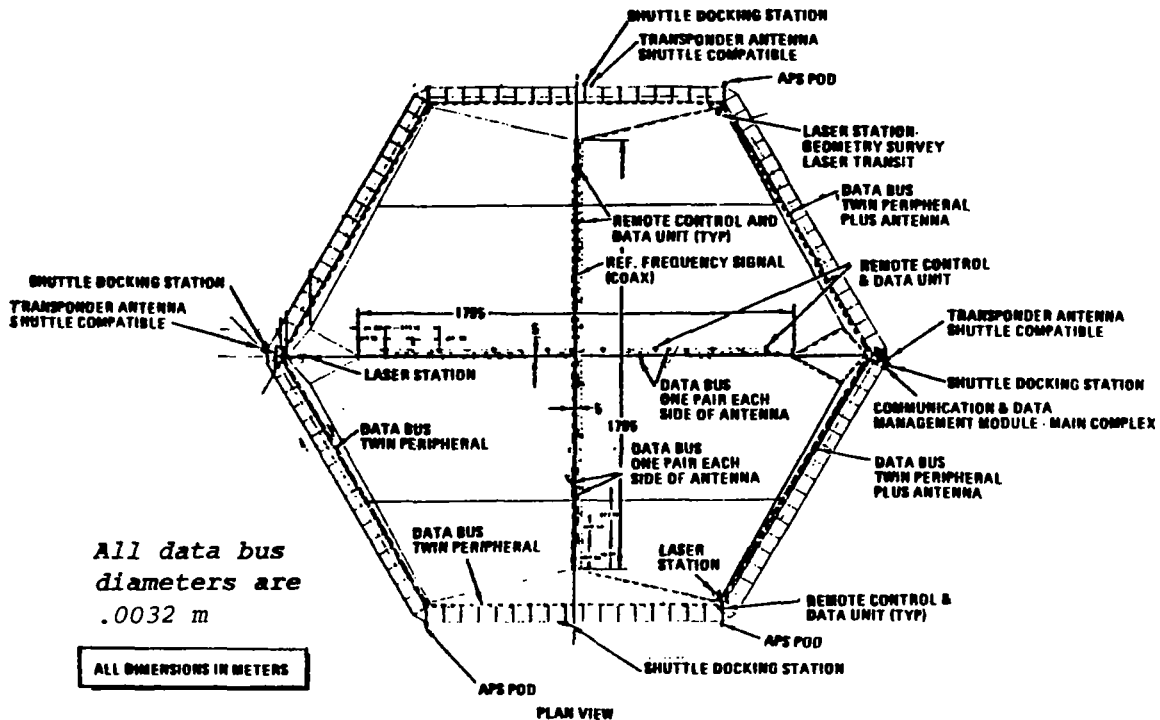 SHUTTLE DOCKING STATION
TRANSPONDER ANTENNA
SHUTTLE COMPATIBLE
APS POD
LASER STATION-
GEOMETRY SURVEY
LASER TRANSIT
DATA BUS
TWIN PERIPHERAL
PLUS ANTENNA
REMOTE CONTROL AND
DATA UNIT (TYP)
REF. FREQUENCY SIGNAL
(COAX)
REMOTE CONTROL
& DATA UNIT
SHUTTLE DOCKING STATION
TRANSPONDER ANTENNA
SHUTTLE COMPATIBLE
1795
5
TRANSPONDER ANTENNA
SHUTTLE COMPATIBLE
LASER STATION
DATA BUS
ONE PAIR EACH
SIDE OF ANTENNA
SHUTTLE DOCKING STATION
COMMUNICATION & DATA
MANAGEMENT MODULE - MAIN COMPLEX
5
1795
DATA BUS
TWIN PERIPHERAL
DATA BUS
ONE PAIR EACH
SIDE OF ANTENNA
DATA BUS
TWIN PERIPHERAL
PLUS ANTENNA
DATA BUS
TWIN PERIPHERAL
LASER
STATION
All data bus
diameters are
.0032 m
REMOTE CONTROL &
DATA UNIT (TYP)
APS POD
ALL DIMENSIONS IN METERS
SHUTTLE DOCKING STATION
APS POD
PLAN VIEW